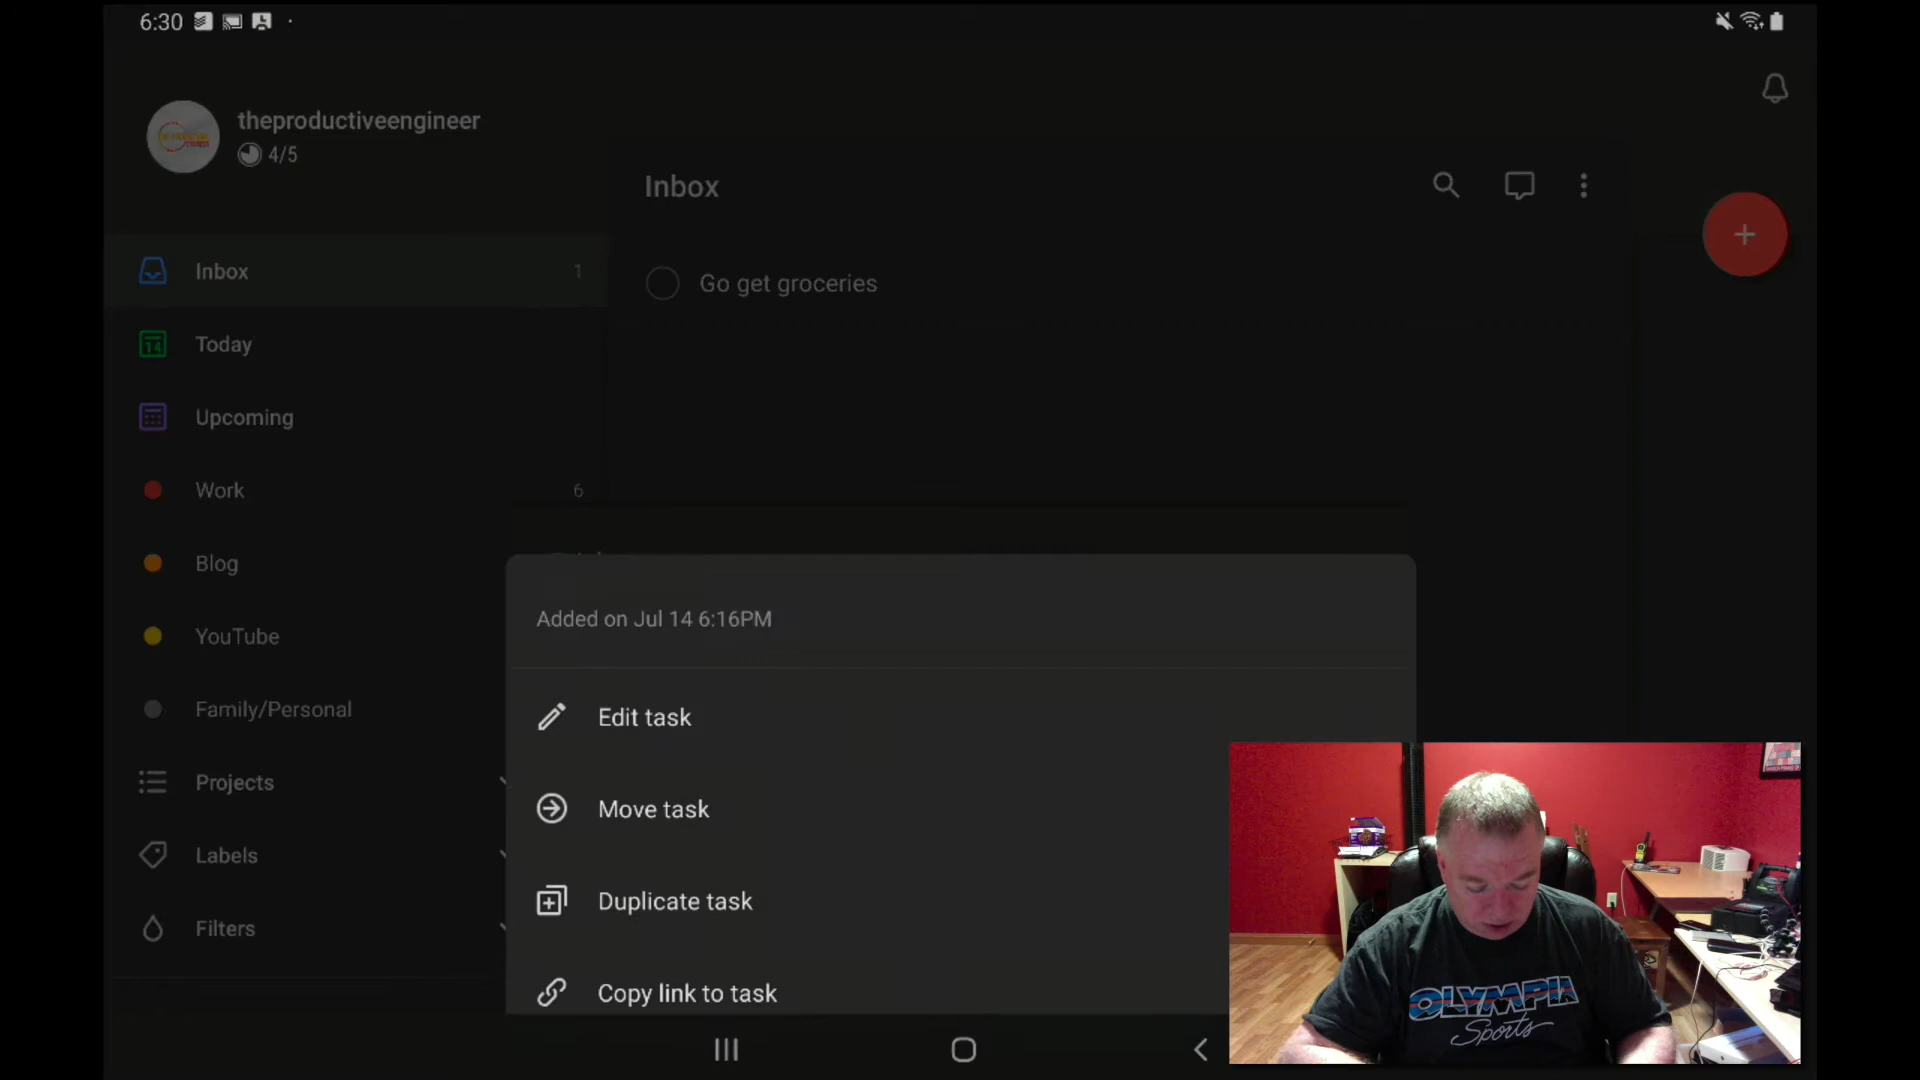 6:30
theproductiveengineer
4/5
Inbox
Inbox 1
Go get groceries
14
Today
Upcoming
Work 6
Blog
YouTube
Family/Personal
Projects
Labels
Filters
Added on Jul 14 6:16PM
Edit task
Move task
Duplicate task
Copy link to task
OLYMPIA
Sports